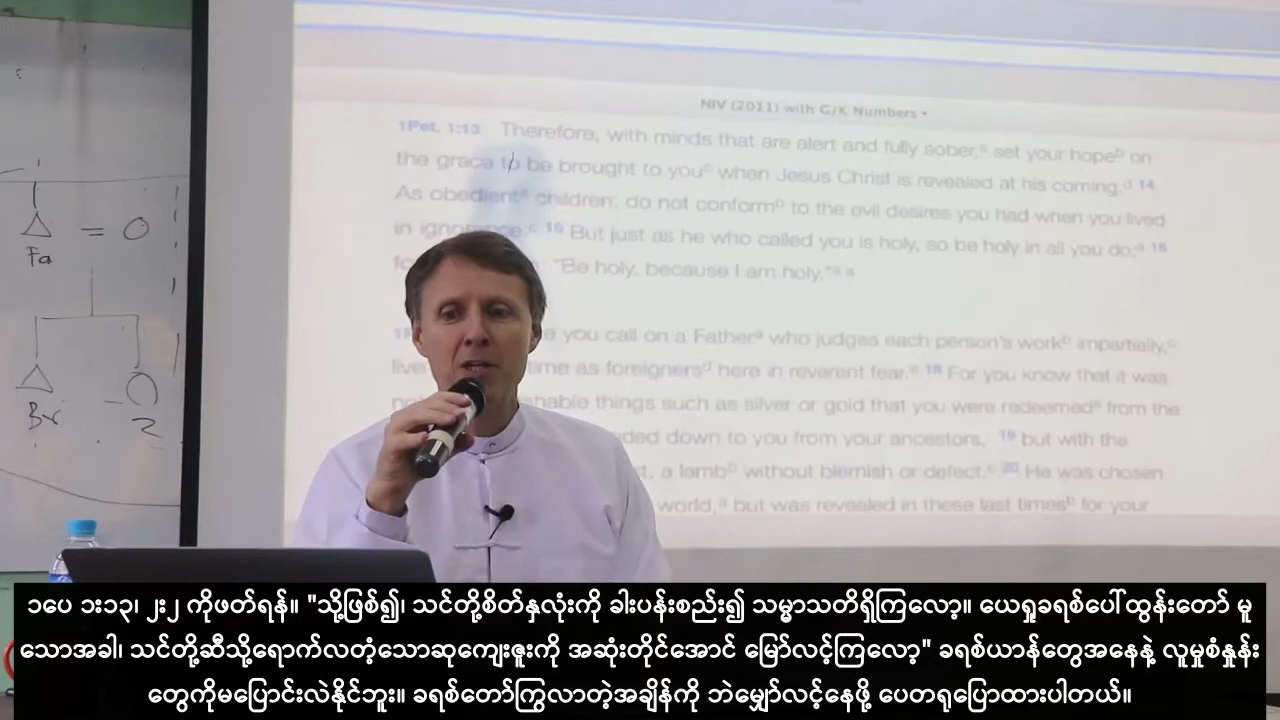 NIV (2011) with G/K Numbers
1Pet. 1:13 Therefore, with minds that are alert and fully sober,ᵃ set your hopeᵇ on
the grace to be brought to youᶜ when Jesus Christ is revealed at his coming.ᵈ 14
As obedientᵃ children, do not conformᵇ to the evil desires you had when you lived
in ignorance.ᶜ 15 But just as he who called you is holy, so be holy in all you do;ᵃ 16
"Be holy, because I am holy."ᵃ ᵃ
you call on a Fatherᵃ who judges each person's workᵇ impartially,ᶜ
live as foreignersᵈ here in reverent fear.ᵉ 18 For you know that it was
things such as silver or gold that you were redeemedᵃ from the
down to you from your ancestors, 19 but with the
a lambᵇ without blemish or defect.ᶜ 20 He was chosen
world,ᵃ but was revealed in these last timesᵇ for your
Fa = O
Br Z
၁ပေ ၁း၁၃၊ ၂း၂ ကိုဖတ်ရန်။ "သို့ဖြစ်၍၊ သင်တို့စိတ်နှလုံးကို ခါးပန်းစည်း၍ သမ္မာသတိရှိကြလော့။ ယေရှုခရစ်ပေါ်ထွန်းတော် မူ
သောအခါ၊ သင်တို့ဆီသို့ရောက်လတံ့သောဆုကျေးဇူးကို အဆုံးတိုင်အောင် မြော်လင့်ကြလော့" ခရစ်ယာန်တွေအနေနဲ့ လူမှုစံနှုန်း
တွေကိုမပြောင်းလဲနိုင်ဘူး။ ခရစ်တော်ကြွလာတဲ့အချိန်ကို ဘဲမျှော်လင့်နေဖို့ ပေတရုပြောထားပါတယ်။